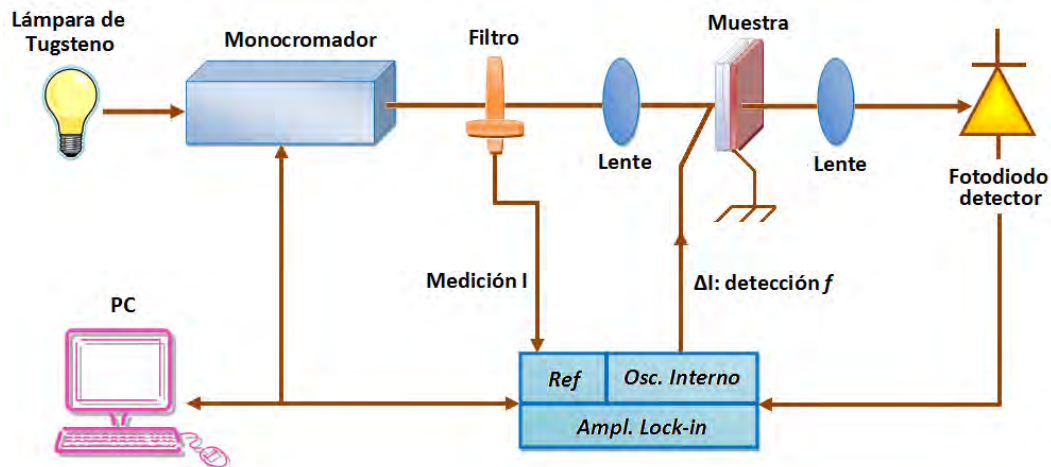 Lámpara de
Tugsteno
Monocromador
Filtro
Muestra
Lente
Lente
Fotodiodo
detector
Medición I
ΔI: detección f
PC
Ref
Osc. Interno
Ampl. Lock-in